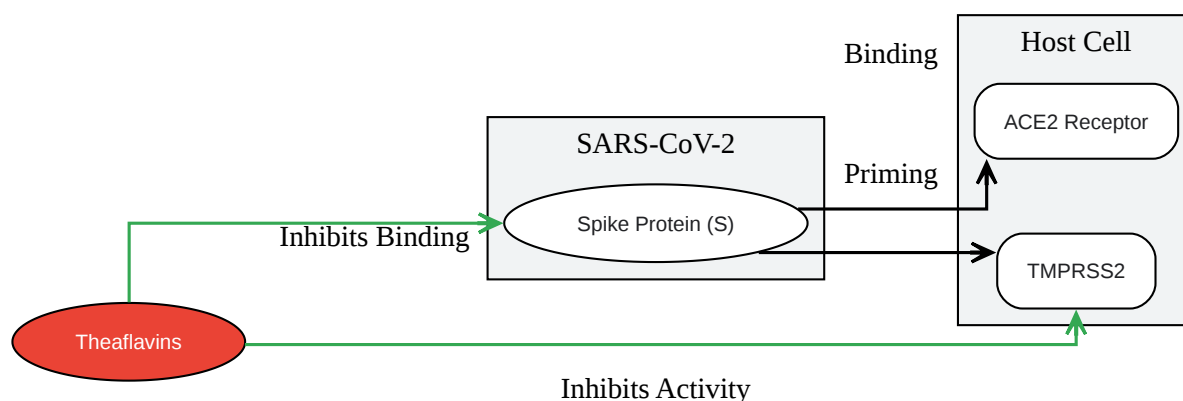 Binding
Host Cell
ACE2 Receptor
SARS-CoV-2
Priming
Spike Protein (S)
Inhibits Binding
TMPRSS2
Theaflavins
Inhibits Activity